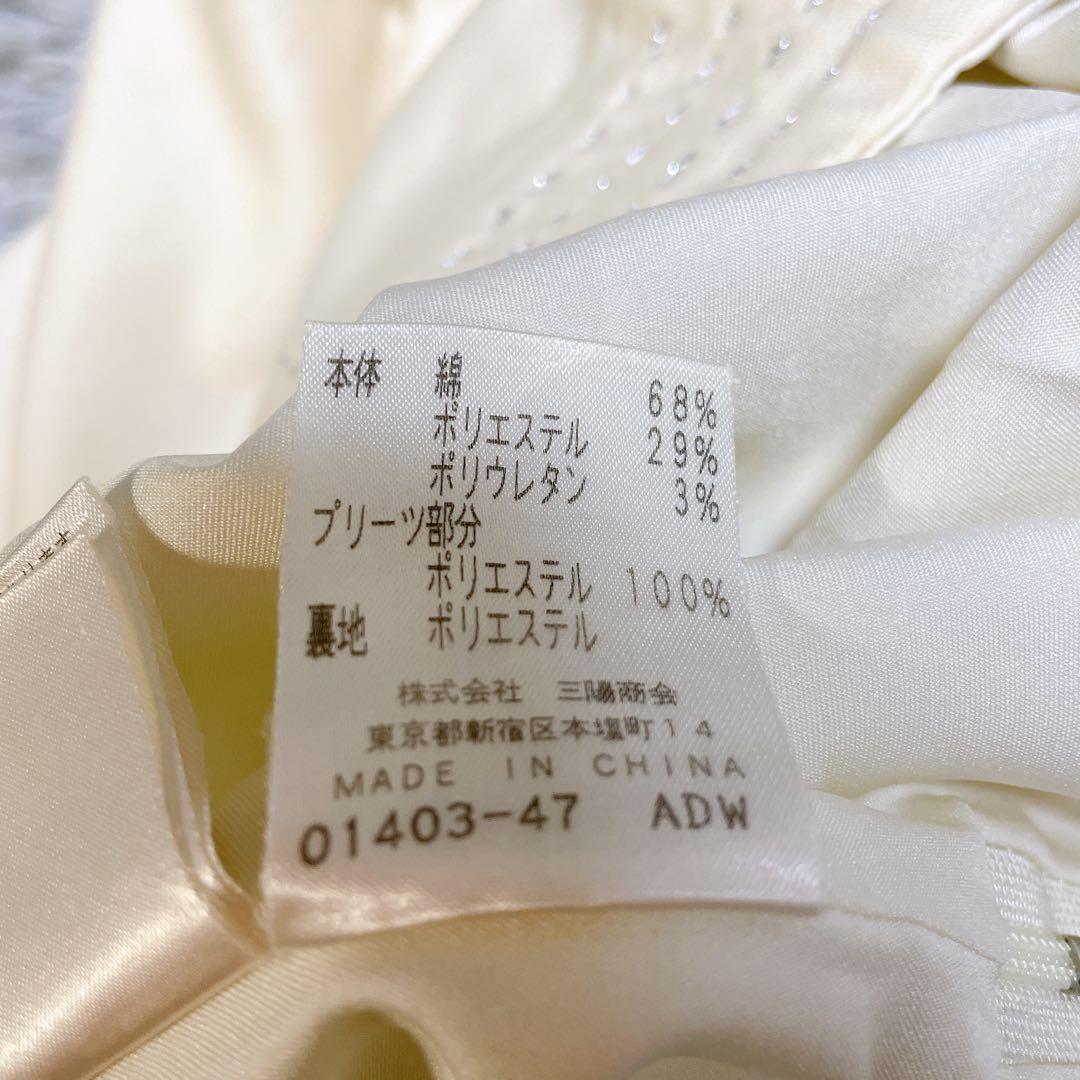 本体 綿 68%
ポリエステル 29%
ポリウレタン 3%
プリーツ部分
ポリエステル 100%
裏地 ポリエステル
株式会社 三陽商会
東京都新宿区本塩町14
MADE IN CHINA
01403-47 ADW